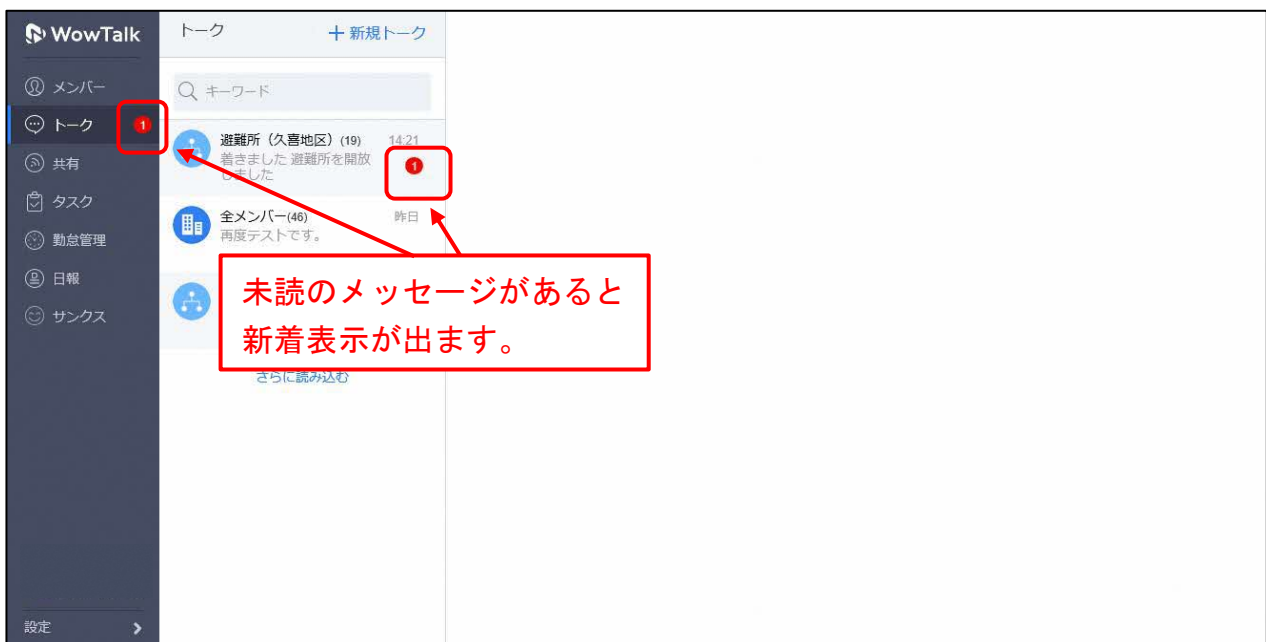 WowTalk
メンバー
トーク
1
共有
タスク
勤怠管理
日報
サンクス
設定
トーク
+ 新規トーク
キーワード
避難所（久喜地区）(19)
14:21
着きました 避難所を開放
しました
1
全メンバー(46)
昨日
再度テストです。
未読のメッセージがあると
新着表示が出ます。
さらに読み込む